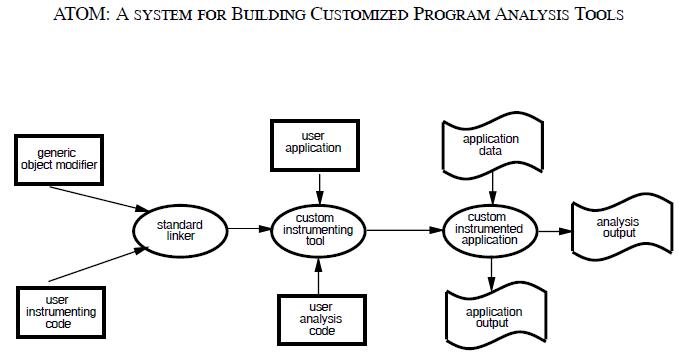 ATOM: A SYSTEM FOR BUILDING CUSTOMIZED PROGRAM ANALYSIS TOOLS
generic
object modifier
user
application
application
data
standard
linker
custom
instrumenting
tool
custom
instrumented
application
analysis
output
user
instrumenting
code
user
analysis
code
application
output